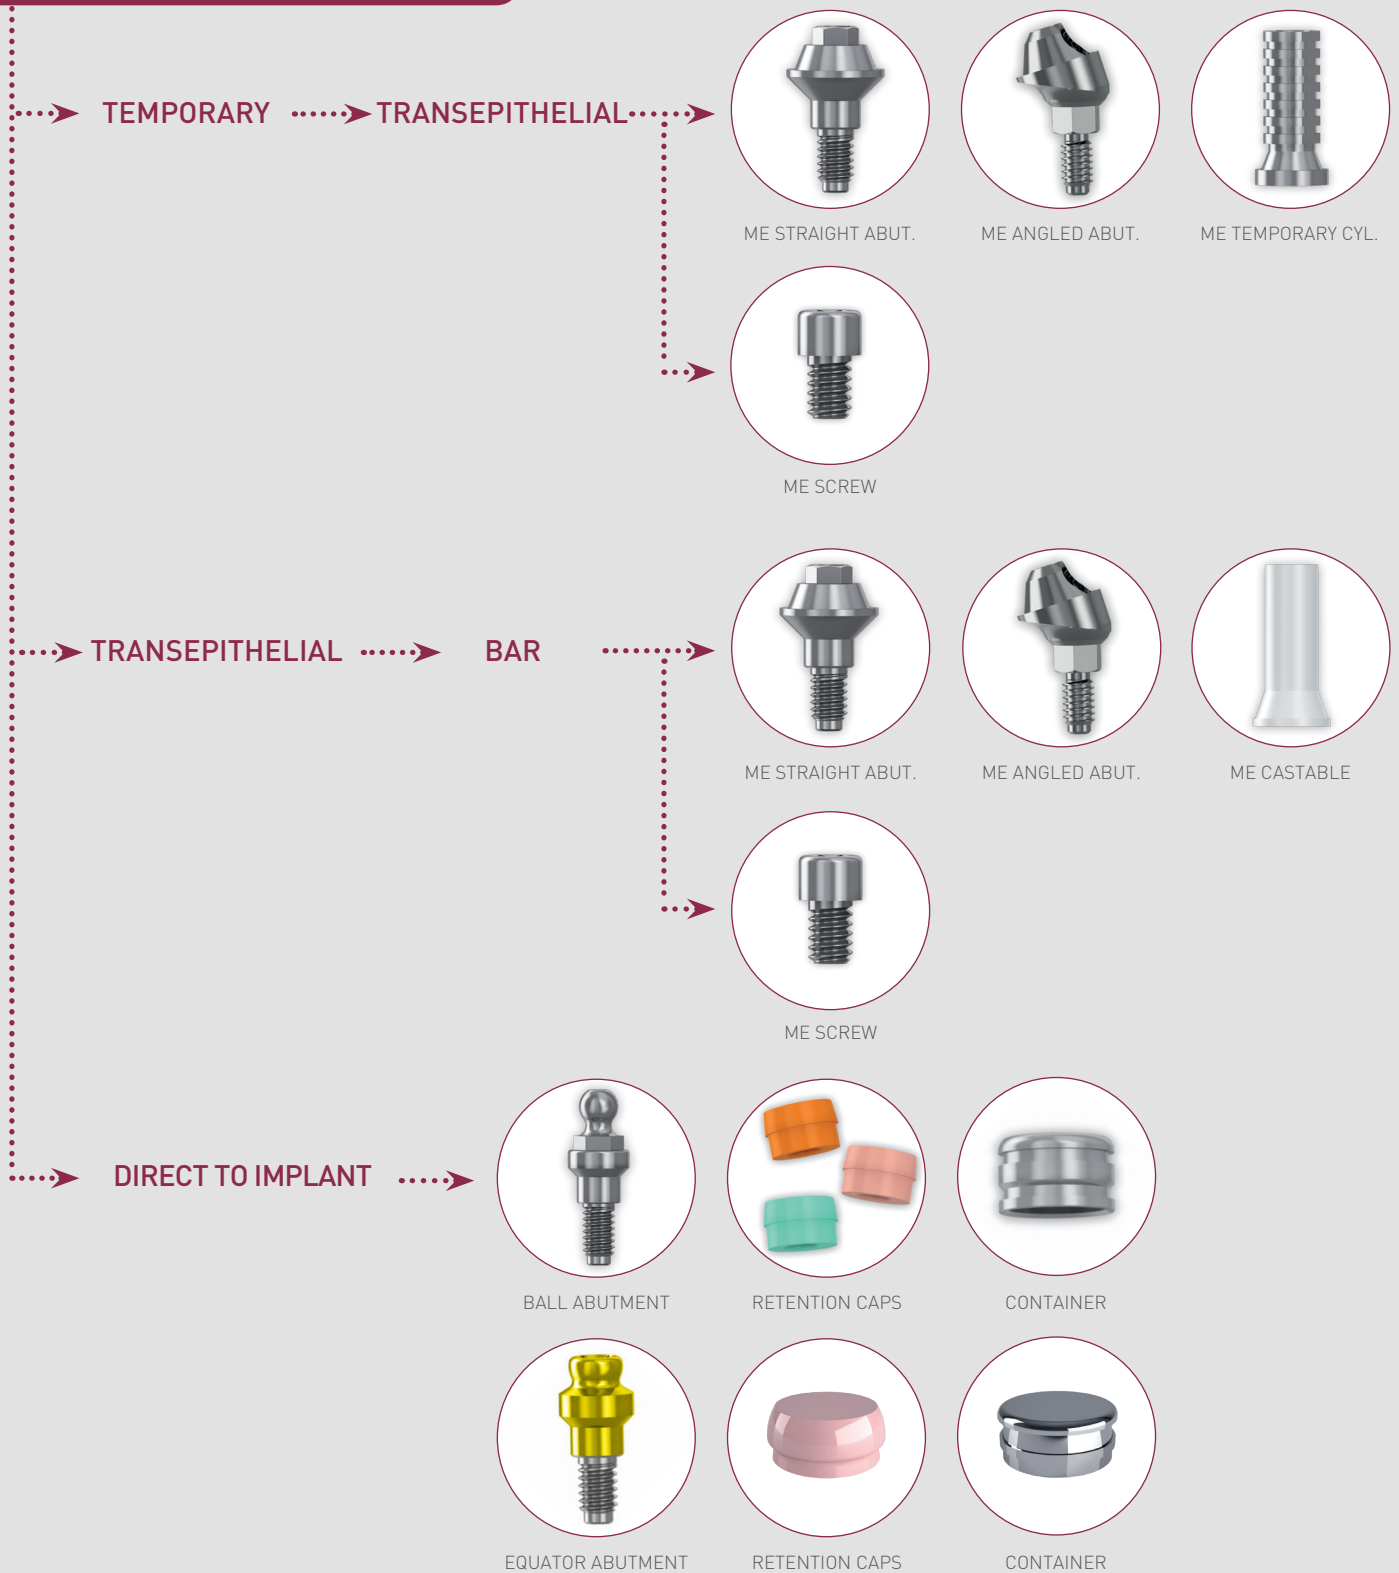 TEMPORARY
TRANSEPITHELIAL
ME STRAIGHT ABUT.
ME ANGLED ABUT.
ME TEMPORARY CYL.
ME SCREW
TRANSEPITHELIAL
BAR
ME STRAIGHT ABUT.
ME ANGLED ABUT.
ME CASTABLE
ME SCREW
DIRECT TO IMPLANT
BALL ABUTMENT
RETENTION CAPS
CONTAINER
EQUATOR ABUTMENT
RETENTION CAPS
CONTAINER